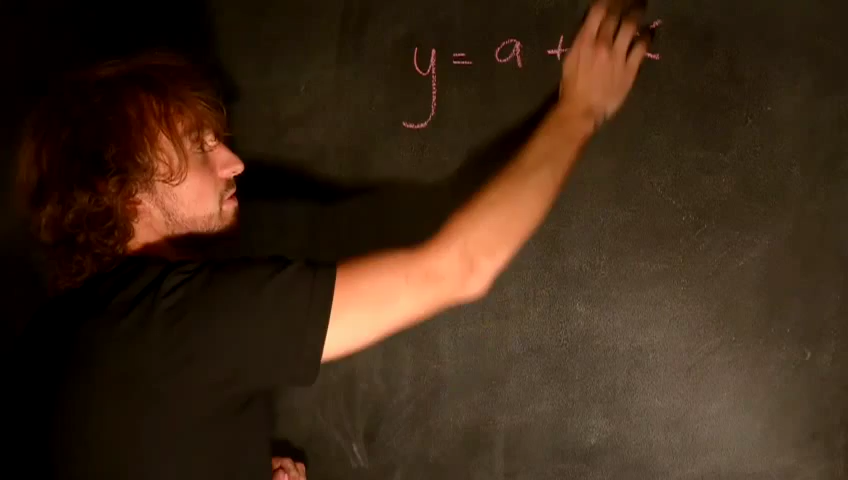 y = a +